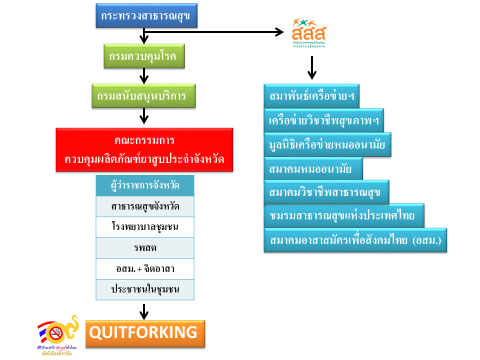 กระทรวงสาธารณสุข
สสส
กรมควบคุมโรค
กรมสนับสนุนบริการ
คณะกรรมการ
ควบคุมผลิตภัณฑ์ยาสูบประจำจังหวัด
ผู้ว่าราชการจังหวัด
สาธารณสุขจังหวัด
โรงพยาบาลชุมชน
รพสต
อสม.+ จิตอาสา
ประชาชนในชุมชน
QUITFORKING
สมาพันธ์เครือข่ายฯ
เครือข่ายวิชาชีพสุขภาพฯ
มูลนิธิเครือข่ายหมออนามัย
สมาคมหมออนามัย
สมาคมวิชาชีพสาธารณสุข
ชมรมสาธารณสุขแห่งประเทศไทย
สมาคมอาสาสมัครเพื่อสังคมไทย (อสม.)